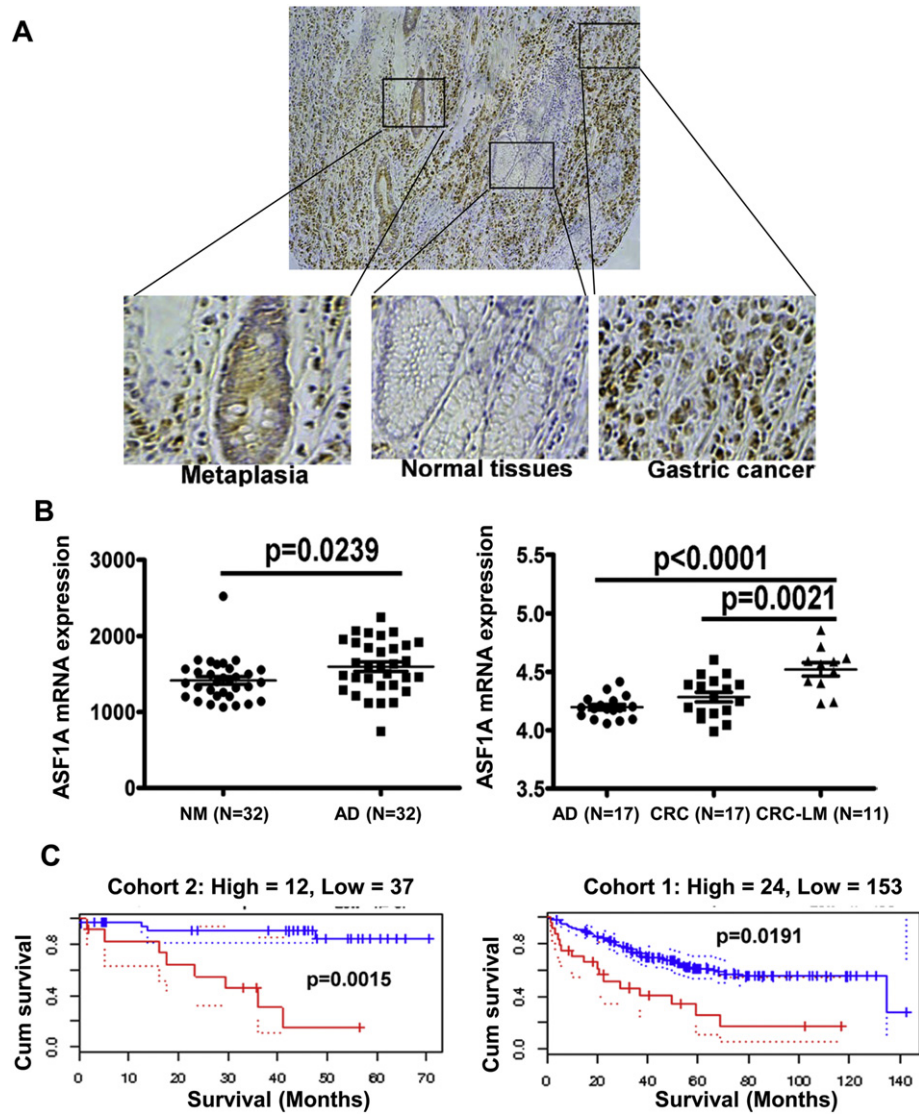 A
Metaplasia
Normal tissues
Gastric cancer
B
p=0.0239
ASF1A mRNA expression
3000
2000
1000
0
NM (N=32)
AD (N=32)
p<0.0001
p=0.0021
ASF1A mRNA expression
5.5
5.0
4.5
4.0
3.5
AD (N=17)
CRC (N=17)
CRC-LM (N=11)
C
Cohort 2: High = 12, Low = 37
Cum survival
0.8
0.4
0.0
p=0.0015
0 10 20 30 40 50 60 70
Survival (Months)
Cohort 1: High = 24, Low = 153
Cum survival
0.8
0.4
0.0
p=0.0191
0 20 40 60 80 100 120 140
Survival (Months)